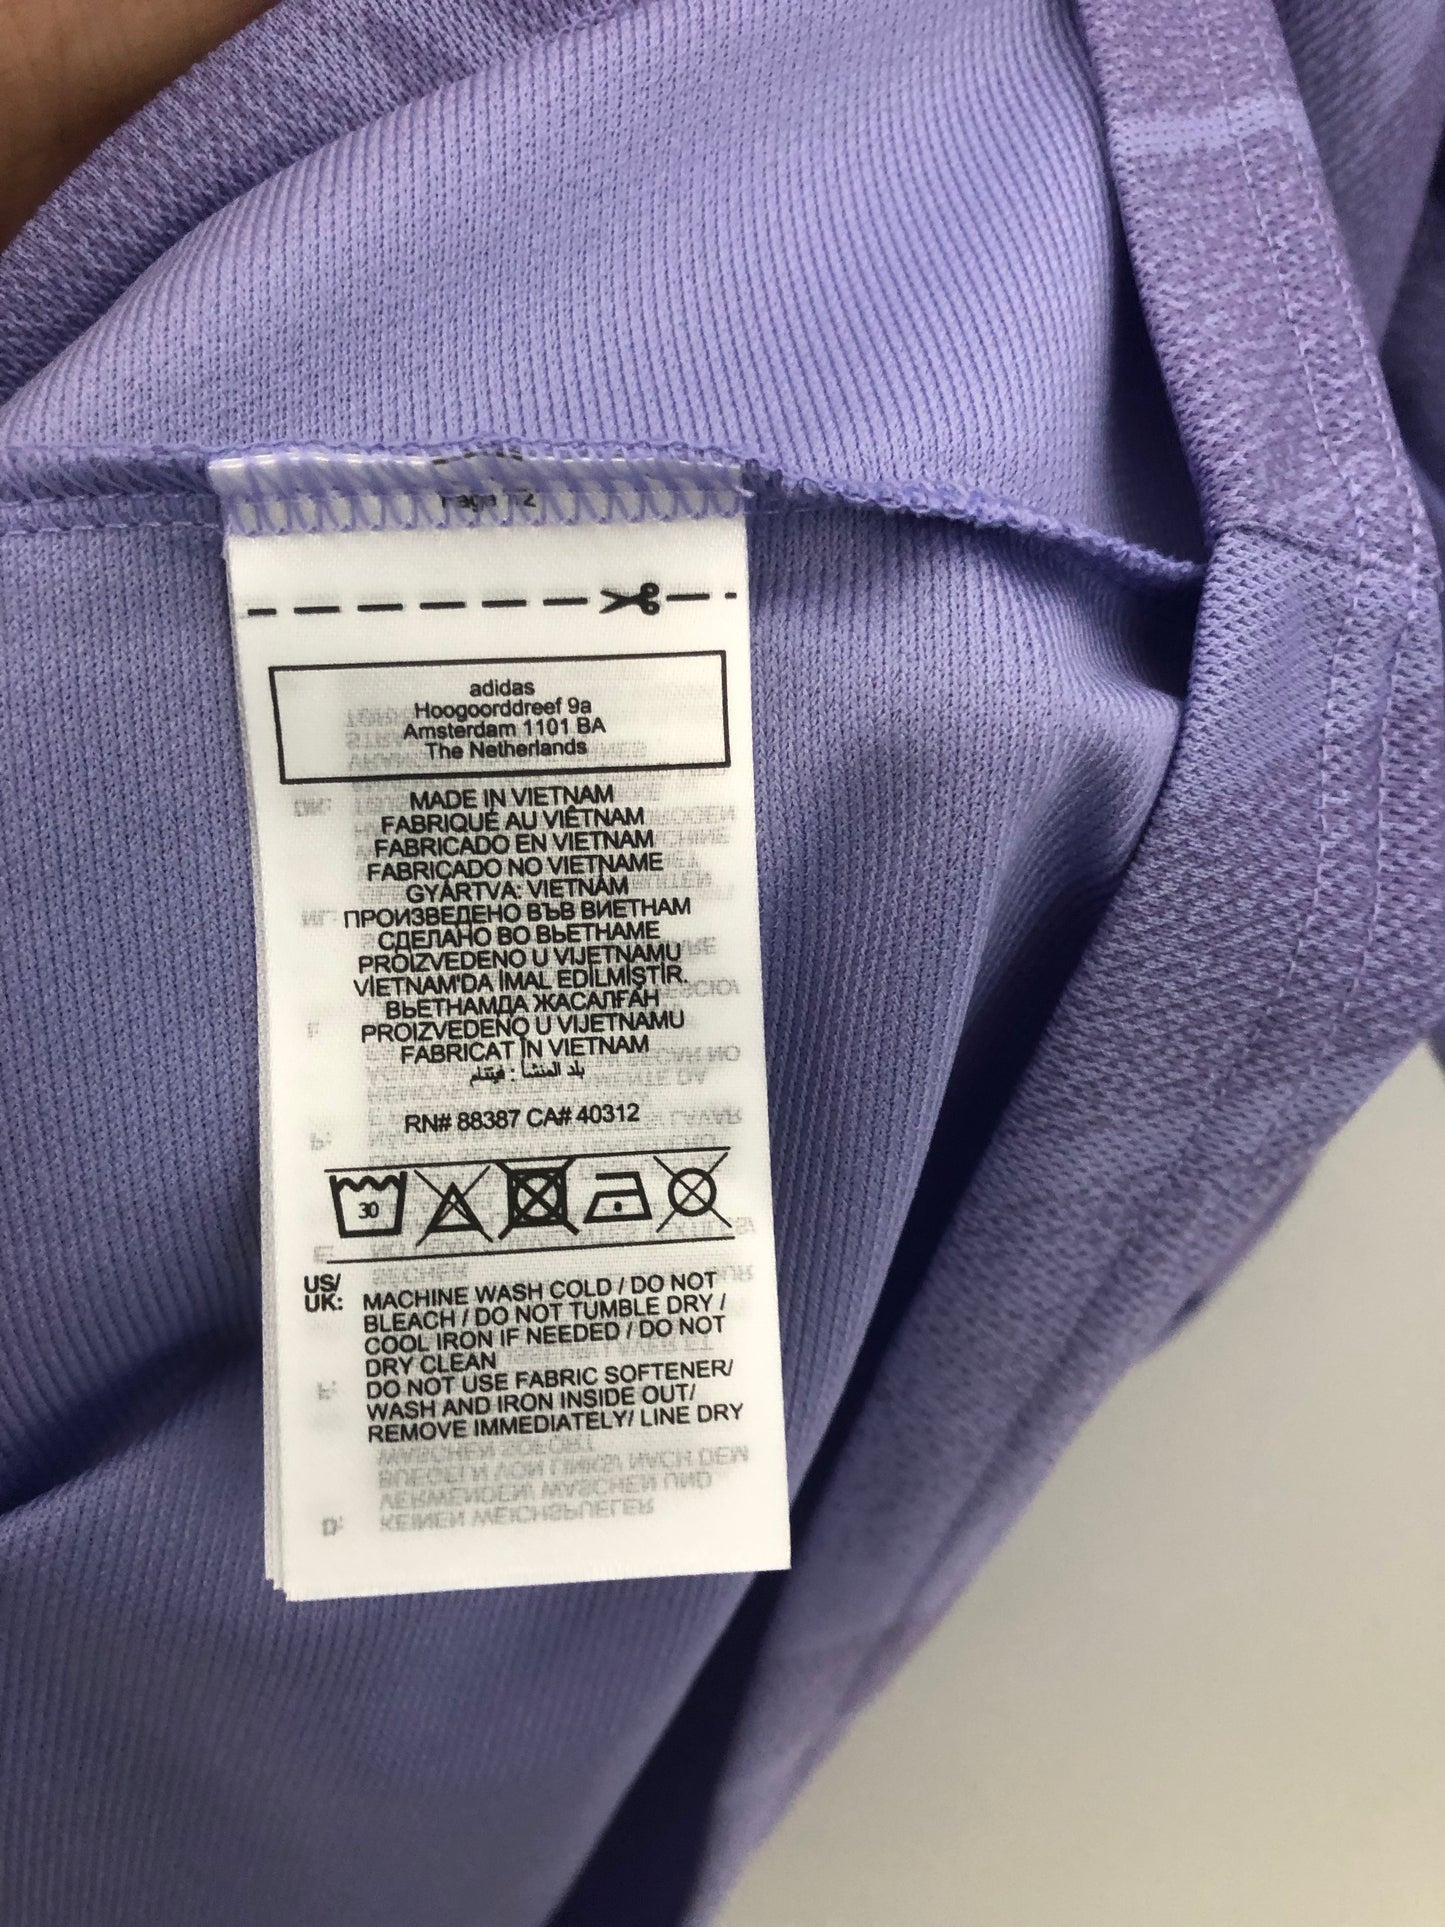 adidas
Hoogoorddreef 9a
Amsterdam 1101 BA
The Netherlands
MADE IN VIETNAM
FABRIQUÉ AU VIÊTNAM
FABRICADO EN VIETNAM
FABRICADO NO VIETNAME
GYÁRTVA: VIETNÁM
ПРОИЗВЕДЕНО ВЪВ ВИЕТНАМ
СДЕЛАНО ВО ВЬЕТНАМЕ
PROIZVEDENO U VIJETNAMU
VİETNAM'DA İMAL EDİLMİŞTİR.
ВЬЕТНАМДА ЖАСАЛҒАН
PROIZVEDENO U VIJETNAMU
FABRICAT ÎN VIETNAM
بلد المنشأ : فيتنام
RN# 88387 CA# 40312
30
US/
UK: MACHINE WASH COLD / DO NOT
BLEACH / DO NOT TUMBLE DRY /
COOL IRON IF NEEDED / DO NOT
DRY CLEAN
DO NOT USE FABRIC SOFTENER/
WASH AND IRON INSIDE OUT/
REMOVE IMMEDIATELY/ LINE DRY